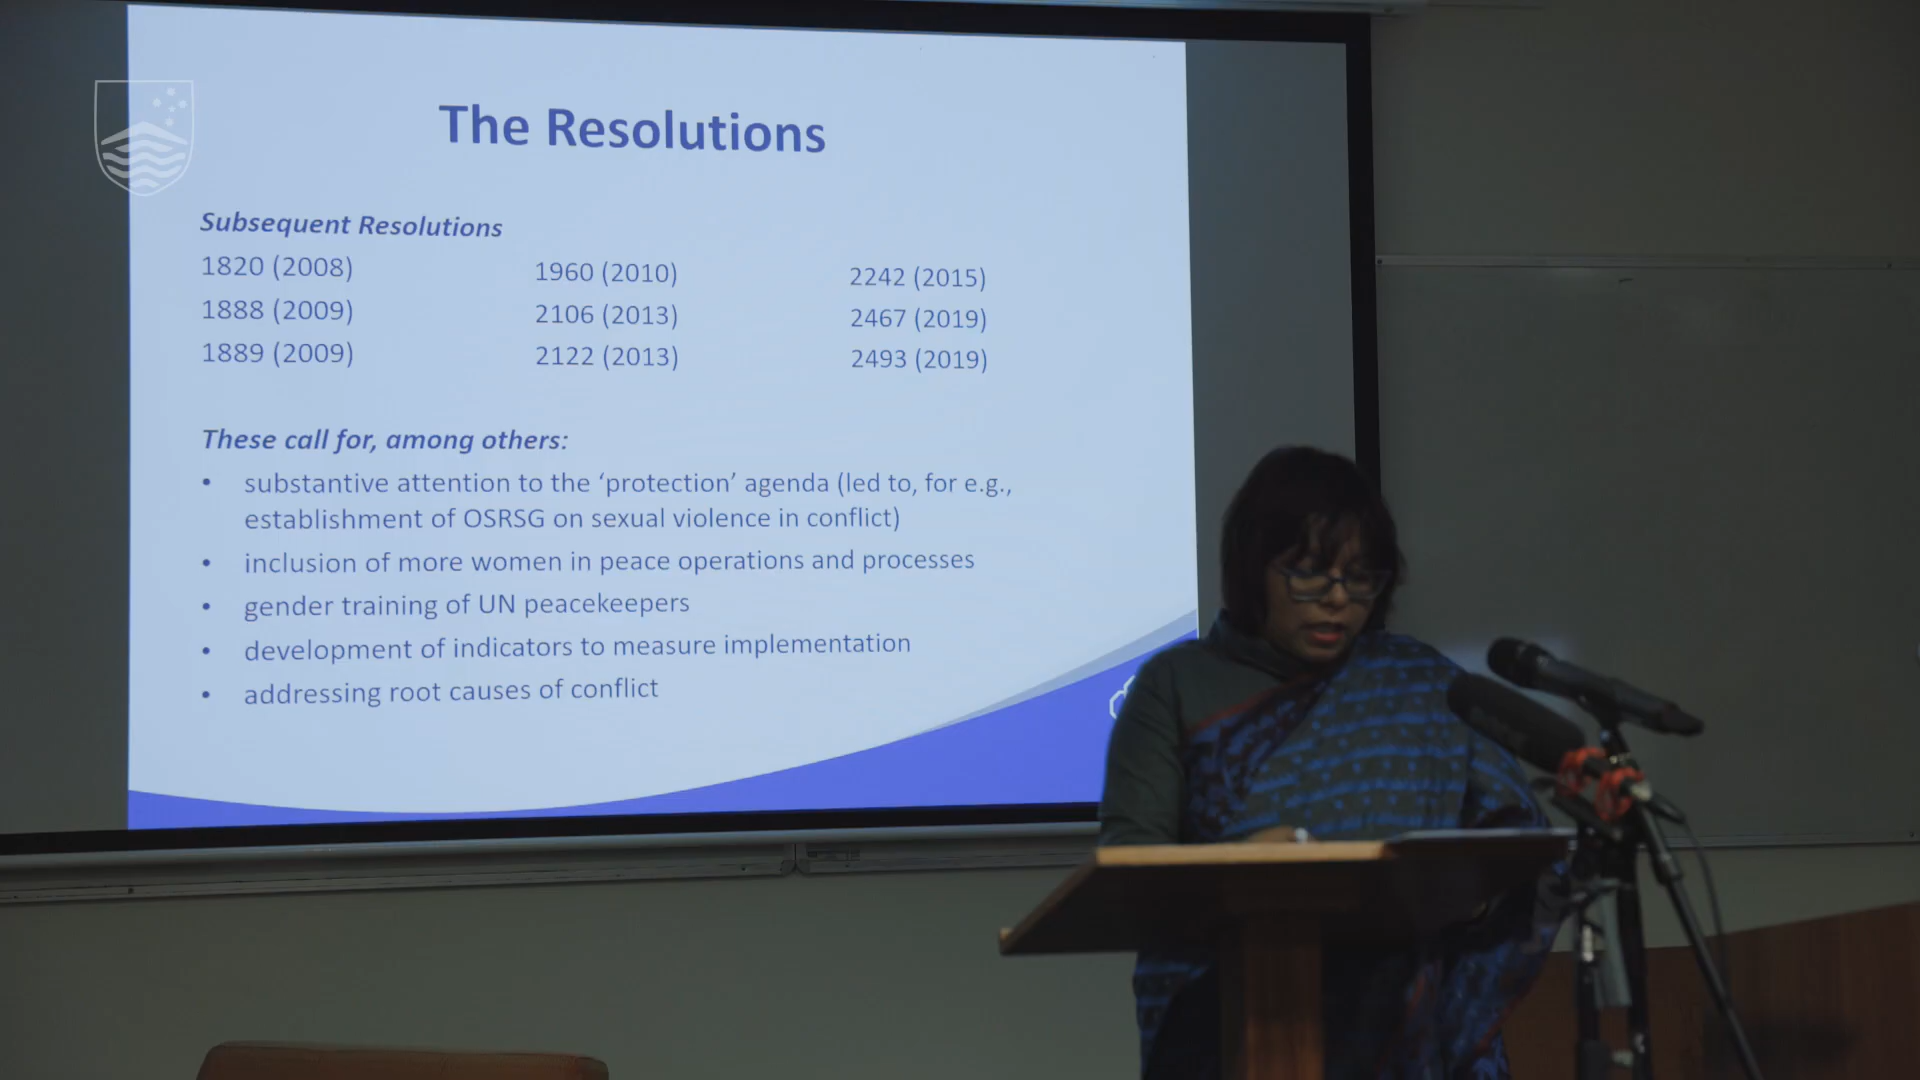 The Resolutions
Subsequent Resolutions
1820 (2008)
1888 (2009)
1889 (2009)
1960 (2010)
2106 (2013)
2122 (2013)
2242 (2015)
2467 (2019)
2493 (2019)
These call for, among others:
• substantive attention to the ‘protection’ agenda (led to, for e.g.,
establishment of OSRSG on sexual violence in conflict)
• inclusion of more women in peace operations and processes
• gender training of UN peacekeepers
• development of indicators to measure implementation
• addressing root causes of conflict